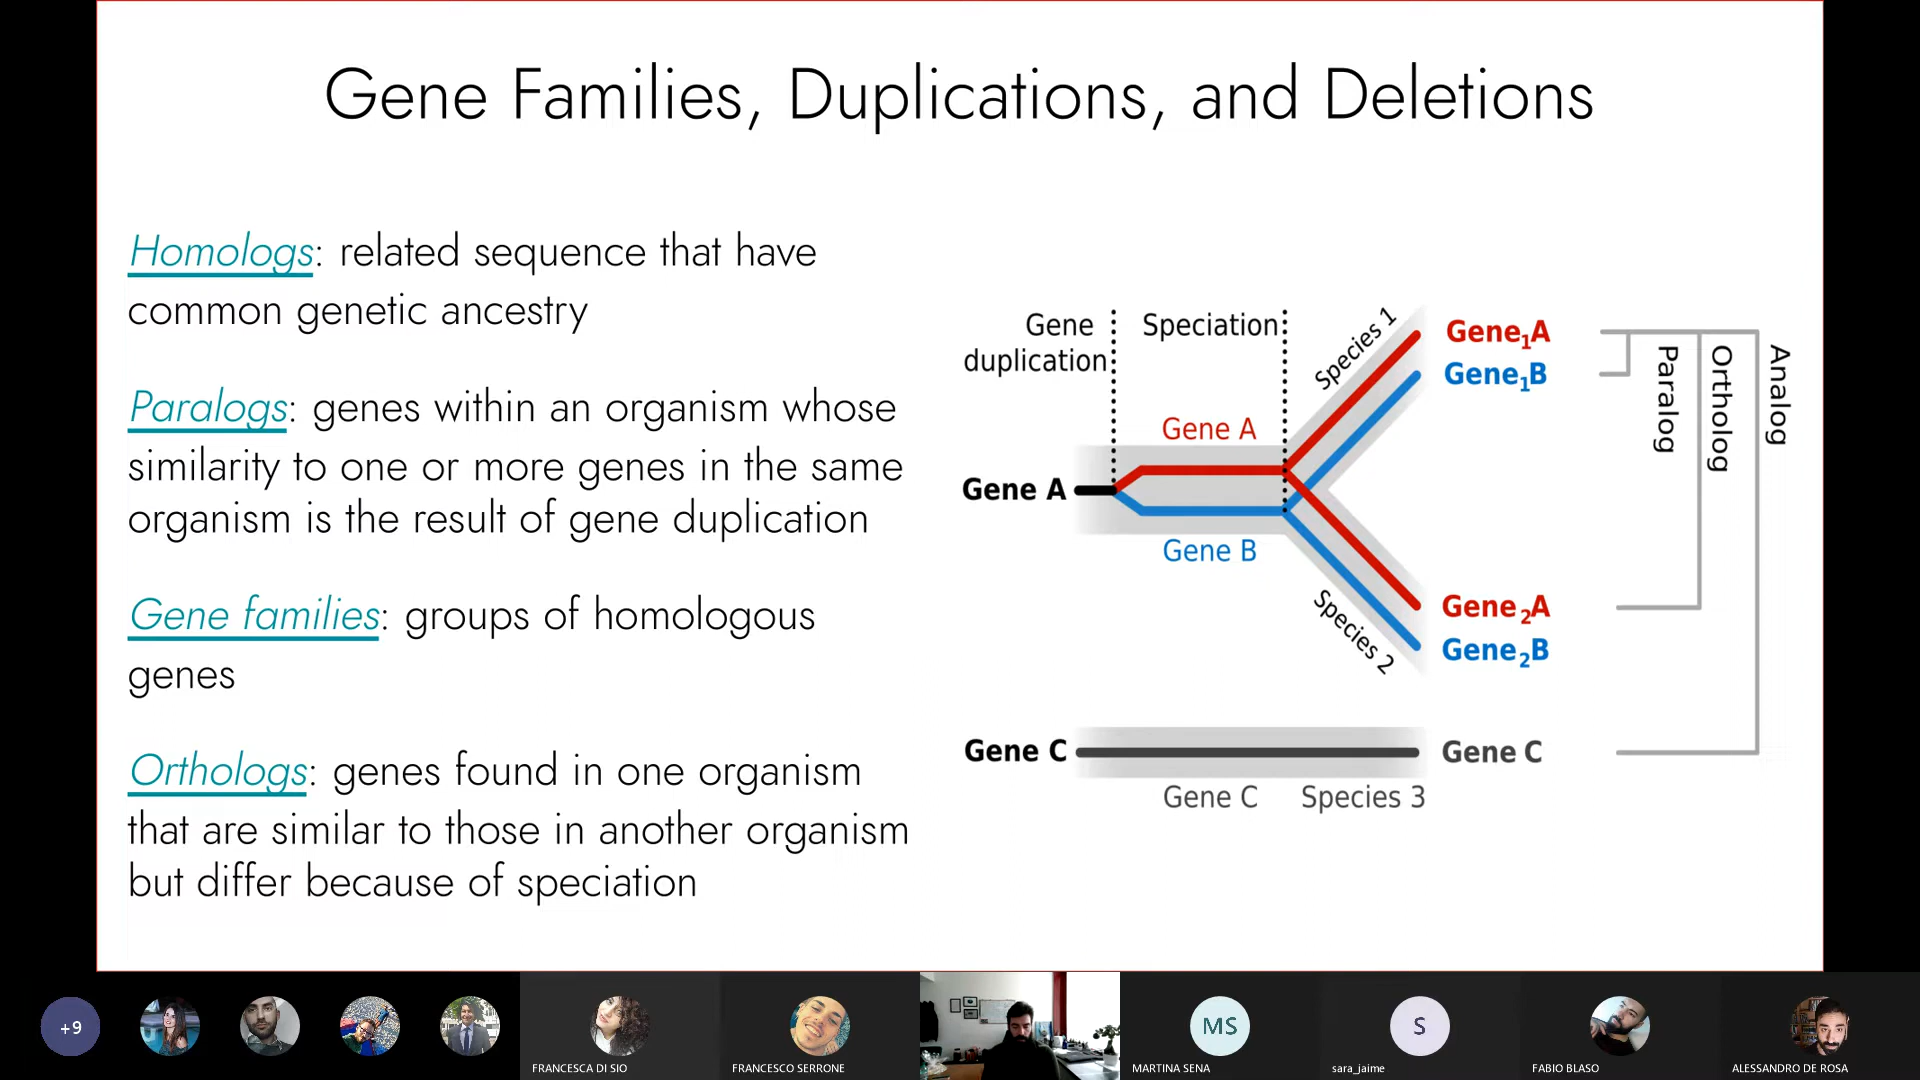 Gene Families, Duplications, and Deletions
Homologs: related sequence that have
common genetic ancestry
Paralogs: genes within an organism whose
similarity to one or more genes in the same
organism is the result of gene duplication
Gene families: groups of homologous
genes
Orthologs: genes found in one organism
that are similar to those in another organism
but differ because of speciation
Gene
duplication
Speciation
Species 1
Gene₁A
Gene₁B
Paralog
Ortholog
Analog
Gene A
Gene A
Gene B
Species 2
Gene₂A
Gene₂B
Gene C
Gene C
Gene C
Species 3
+9
MS
S
FRANCESCA DI SIO
FRANCESCO SERRONE
MARTINA SENA
sara_jaime
FABIO BLASO
ALESSANDRO DE ROSA